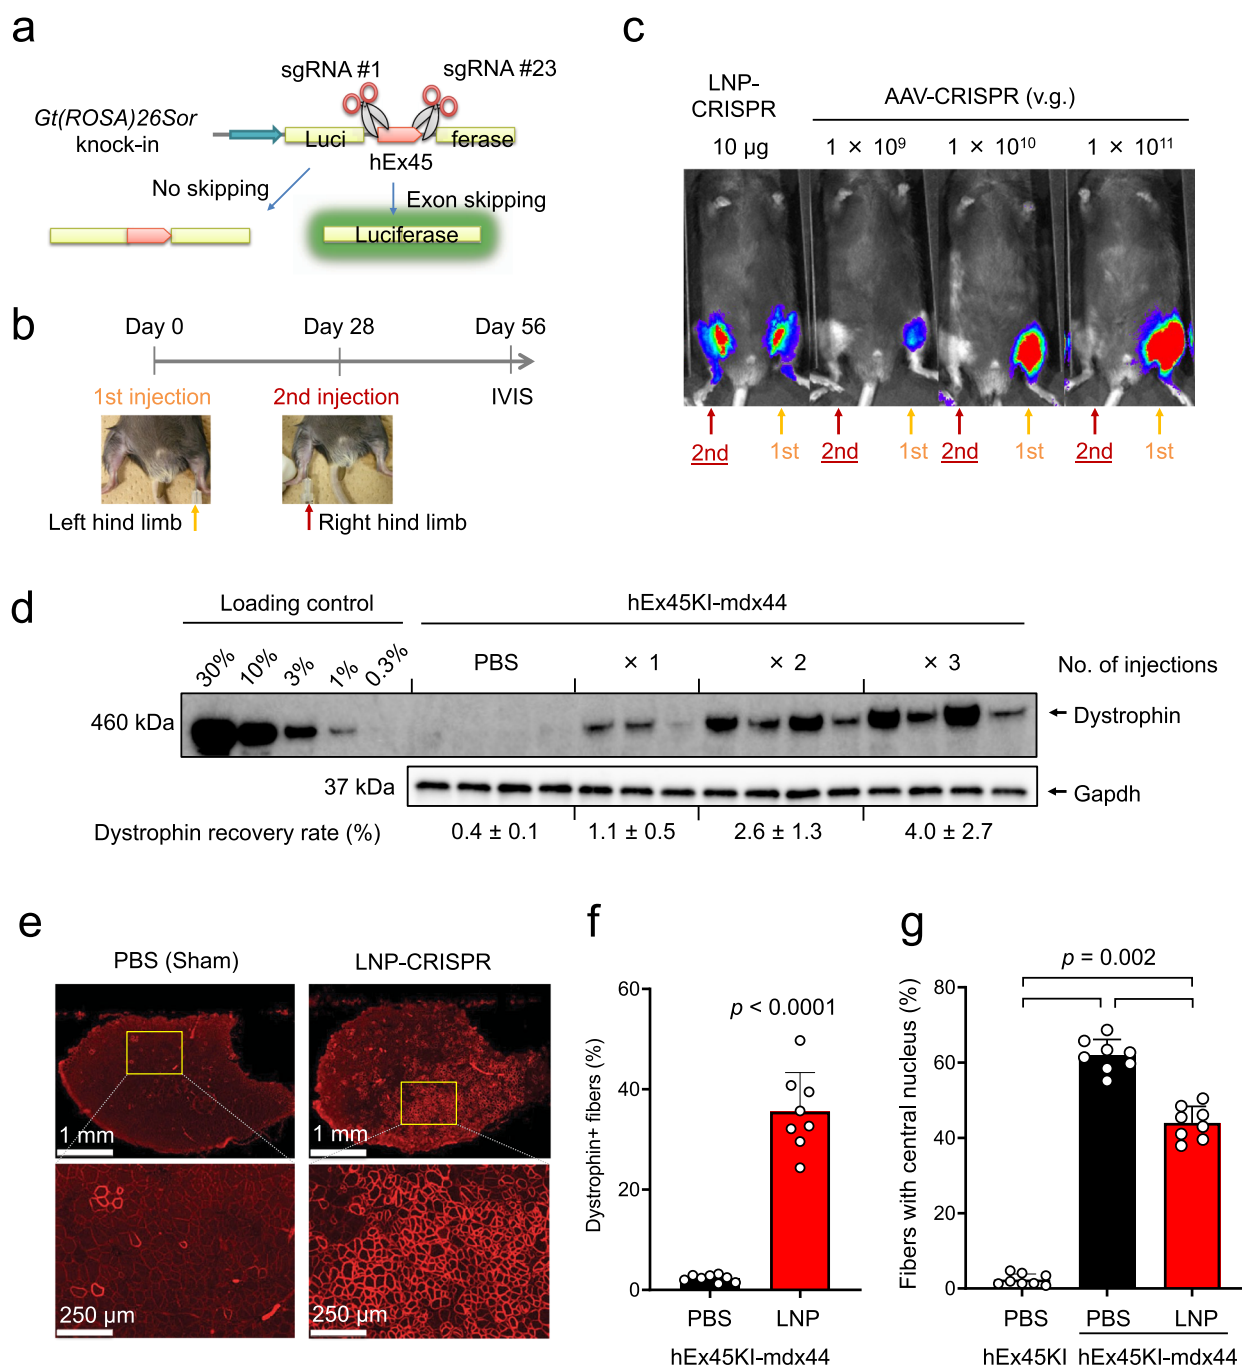 a
sgRNA #1
sgRNA #23
Gt(ROSA)26Sor
knock-in
Luci
ferase
hEx45
No skipping
Exon skipping
Luciferase
b
Day 0
Day 28
Day 56
1st injection
2nd injection
IVIS
Left hind limb
Right hind limb
c
LNP-
CRISPR
AAV-CRISPR (v.g.)
10 µg
1 × 10⁹
1 × 10¹⁰
1 × 10¹¹
2nd
1st
2nd
1st
2nd
1st
2nd
1st
d
Loading control
hEx45KI-mdx44
30%
10%
3%
1%
0.3%
PBS
× 1
× 2
× 3
No. of injections
460 kDa
Dystrophin
37 kDa
Gapdh
Dystrophin recovery rate (%)
0.4 ± 0.1
1.1 ± 0.5
2.6 ± 1.3
4.0 ± 2.7
e
PBS (Sham)
LNP-CRISPR
1 mm
1 mm
250 µm
250 µm
f
Dystrophin+ fibers (%)
60
40
20
0
p < 0.0001
PBS
LNP
hEx45KI-mdx44
g
Fibers with central nucleus (%)
80
60
40
20
0
p = 0.002
PBS
PBS
LNP
hEx45KI
hEx45KI-mdx44